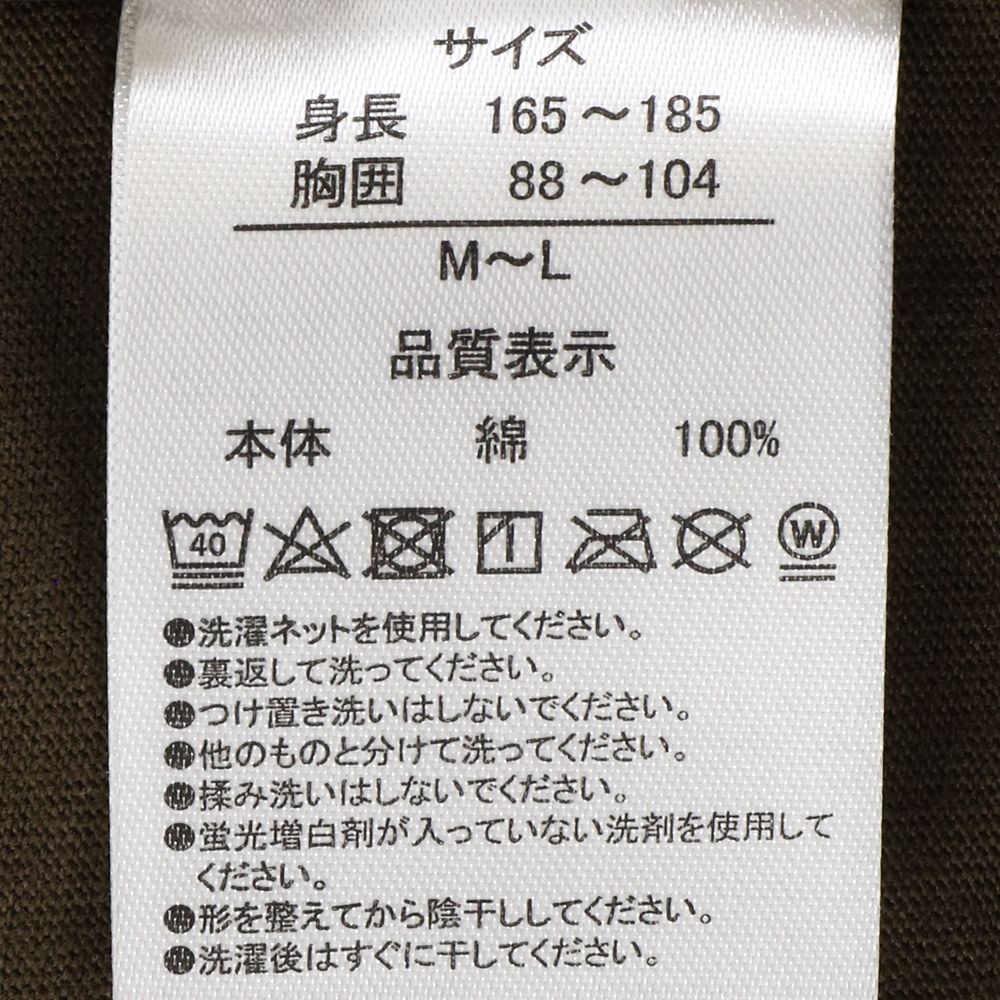 サイズ
身長 165～185
胸囲 88～104
M～L
品質表示
本体 綿 100%
40 W
●洗濯ネットを使用してください。
●裏返して洗ってください。
●つけ置き洗いはしないでください。
●他のものと分けて洗ってください。
●揉み洗いはしないでください。
●蛍光増白剤が入っていない洗剤を使用して
ください。
●形を整えてから陰干ししてください。
●洗濯後はすぐに干してください。